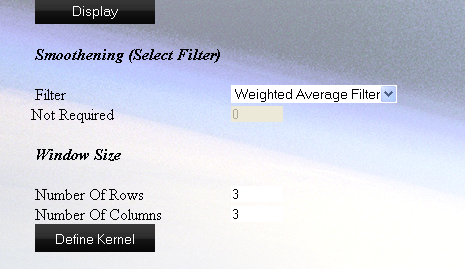 Display
Smoothening (Select Filter)
Filter Weighted Average Filter
Not Required 0
Window Size
Number Of Rows 3
Number Of Columns 3
Define Kernel